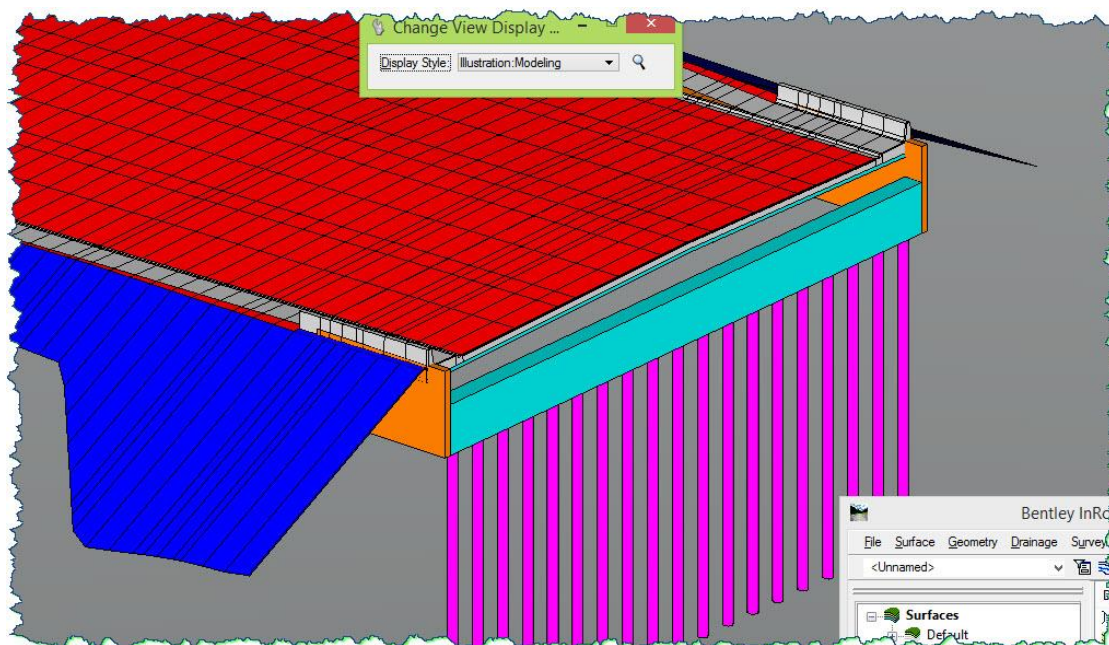 Change View Display ...
Display Style: Illustration:Modeling
Bentley InRo
File Surface Geometry Drainage Survey
<Unnamed>
Surfaces
Default